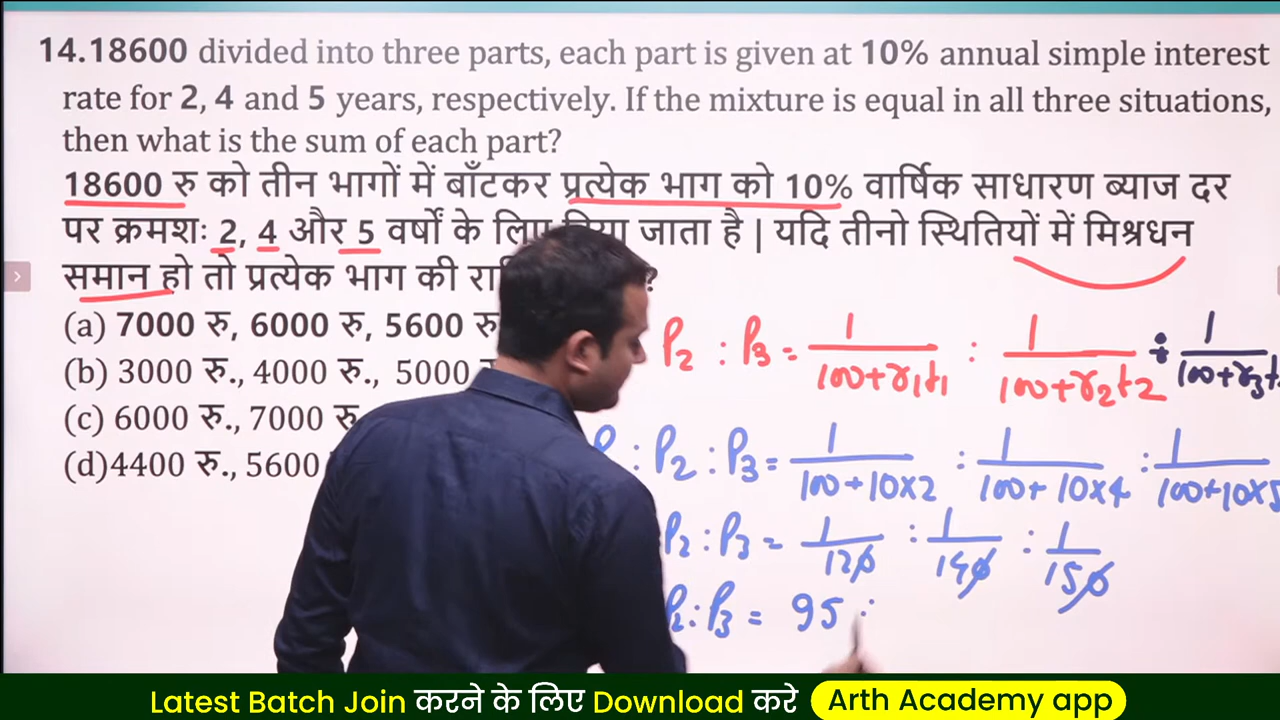 14.18600 divided into three parts, each part is given at 10% annual simple interest
rate for 2, 4 and 5 years, respectively. If the mixture is equal in all three situations,
then what is the sum of each part?
18600 रु को तीन भागों में बाँटकर प्रत्येक भाग को 10% वार्षिक साधारण ब्याज दर
पर क्रमशः 2, 4 और 5 वर्षों के लिए दिया जाता है | यदि तीनो स्थितियों में मिश्रधन
समान हो तो प्रत्येक भाग की
(a) 7000 रु, 6000 रु, 5600 रु
(b) 3000 रु., 4000 रु., 5000
(c) 6000 रु., 7000
(d)4400 रु., 5600
P2 : P3 = 1/(100+r1t1) : 1/(100+r2t2) : 1/(100+r3t
: P2 : P3 = 1/(100+10×2) : 1/(100+10×4) : 1/(100+10×5
P2 : P3 = 1/120 : 1/140 : 1/150
P2 : P3 = 95 :
Latest Batch Join करने के लिए Download करे Arth Academy app